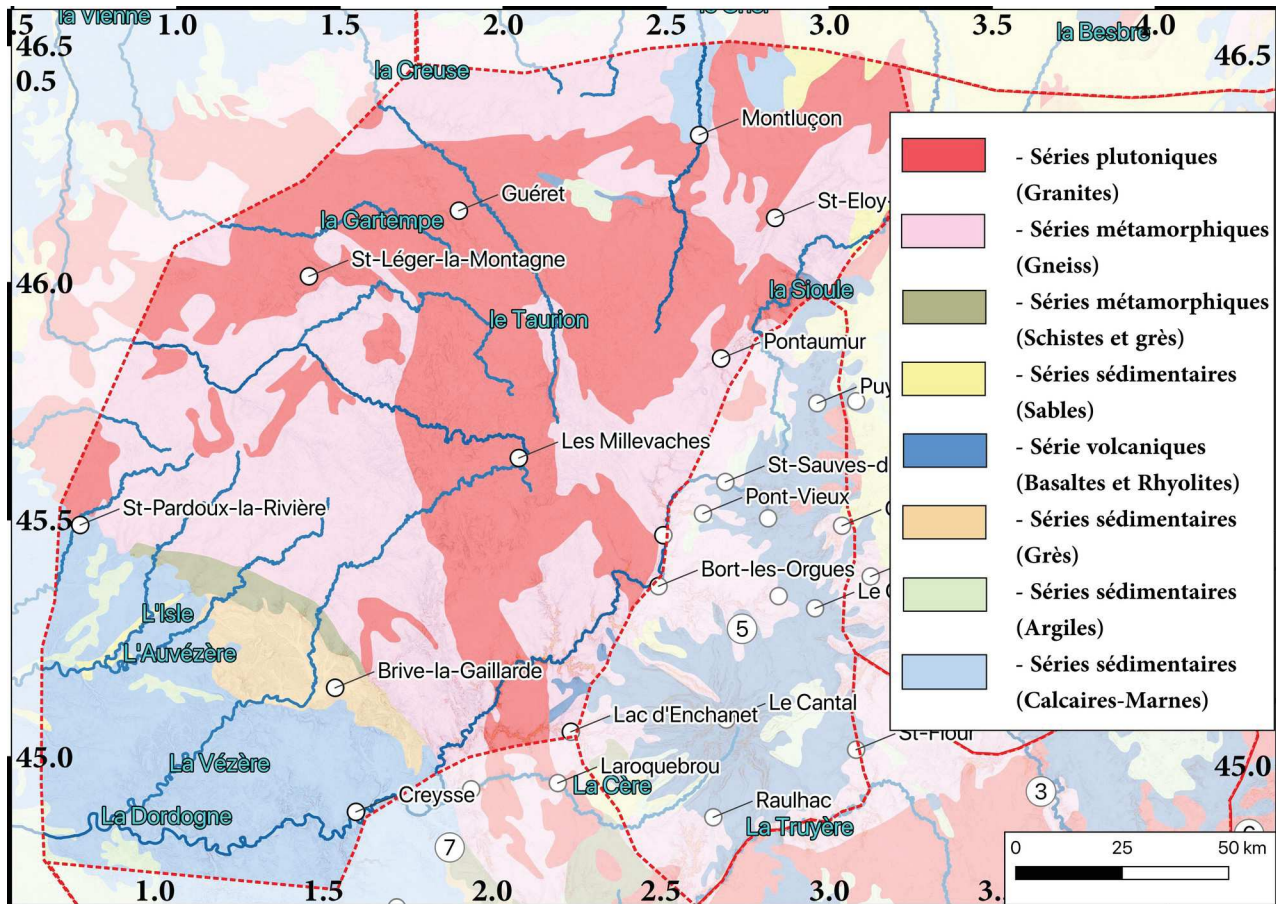 la Vienne
le Cher
.5
1.0
1.5
2.0
2.5
3.0
3.5
4.0
la Besbre
46.5
46.5
0.5
la Creuse
Montluçon
Guéret
St-Eloy-
la Gartempe
St-Léger-la-Montagne
46.0
la Sioule
le Taurion
Pontaumur
Puy
Les Millevaches
St-Sauves-d
Pont-Vieux
St-Pardoux-la-Rivière
45.5
Bort-les-Orgues
L'Isle
5
L'Auvézère
Brive-la-Gaillarde
Le Cantal
Lac d'Enchanet
St-Flour
45.0
45.0
La Vézère
Laroquebrou
La Cère
Creysse
3
La Dordogne
Raulhac
La Truyère
7
1.0
1.5
2.0
2.5
3.0
3.
- Séries plutoniques
(Granites)
- Séries métamorphiques
(Gneiss)
- Séries métamorphiques
(Schistes et grès)
- Séries sédimentaires
(Sables)
- Série volcaniques
(Basaltes et Rhyolites)
- Séries sédimentaires
(Grès)
- Séries sédimentaires
(Argiles)
- Séries sédimentaires
(Calcaires-Marnes)
0 25 50 km